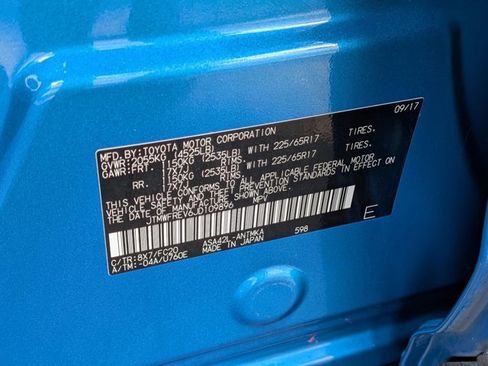 MFD.BY:TOYOTA MOTOR CORPORATION 09/17
GVWR:2055KG (4525LB)
GAWR:FRT. 1150KG (2535LB) WITH 225/65R17 TIRES.
17X7J RIMS.
RR. 1150KG (2535LB) WITH 225/65R17 TIRES.
17X7J RIMS.
THIS VEHICLE CONFORMS TO ALL APPLICABLE FEDERAL MOTOR
VEHICLE SAFETY AND STANDARDS IN EFFECT
ON THE DATE OF MANUFACTURE SHOWN ABOVE.
MPV
E
C/TR:8X7/FC20 ASA42L-ANTMKA
A/TM:-04A/U760E MADE IN JAPAN 598